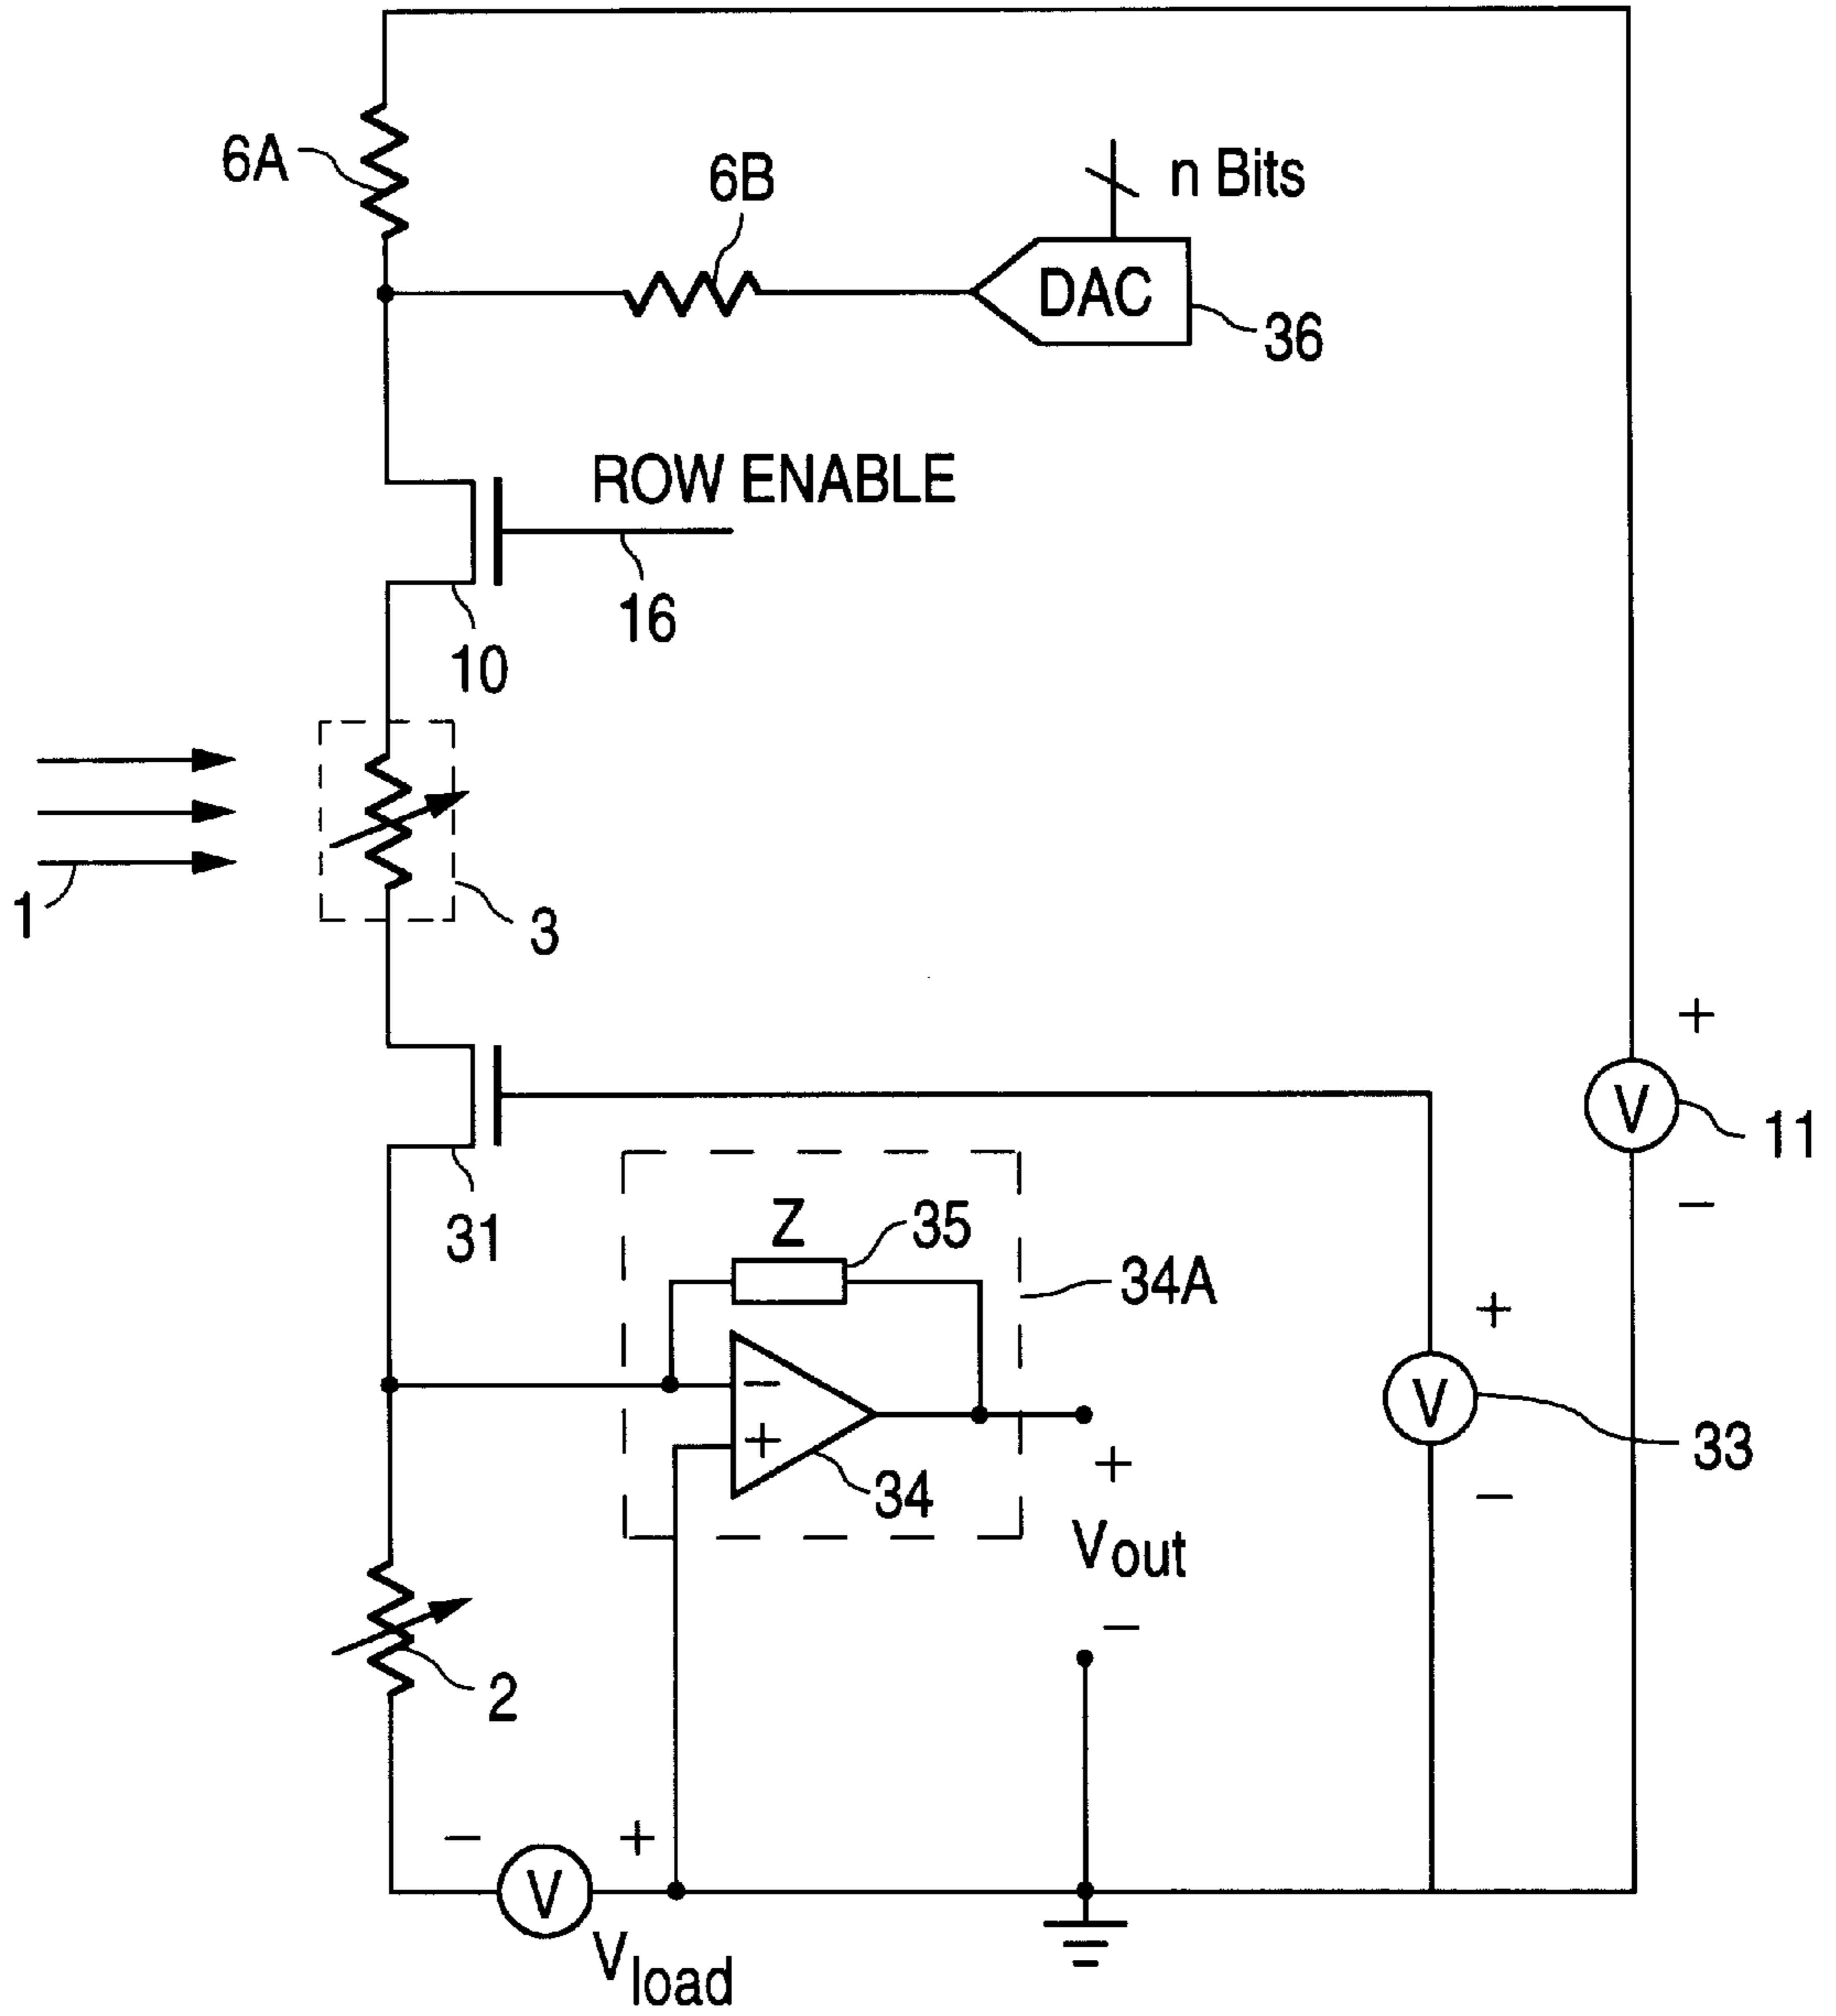 6A
6B
n Bits
DAC
36
ROW ENABLE
16
10
1
3
+
V
11
−
31
Z
35
34A
−
+
34
+
V
33
−
+
Vout
−
2
−
+
V
Vload